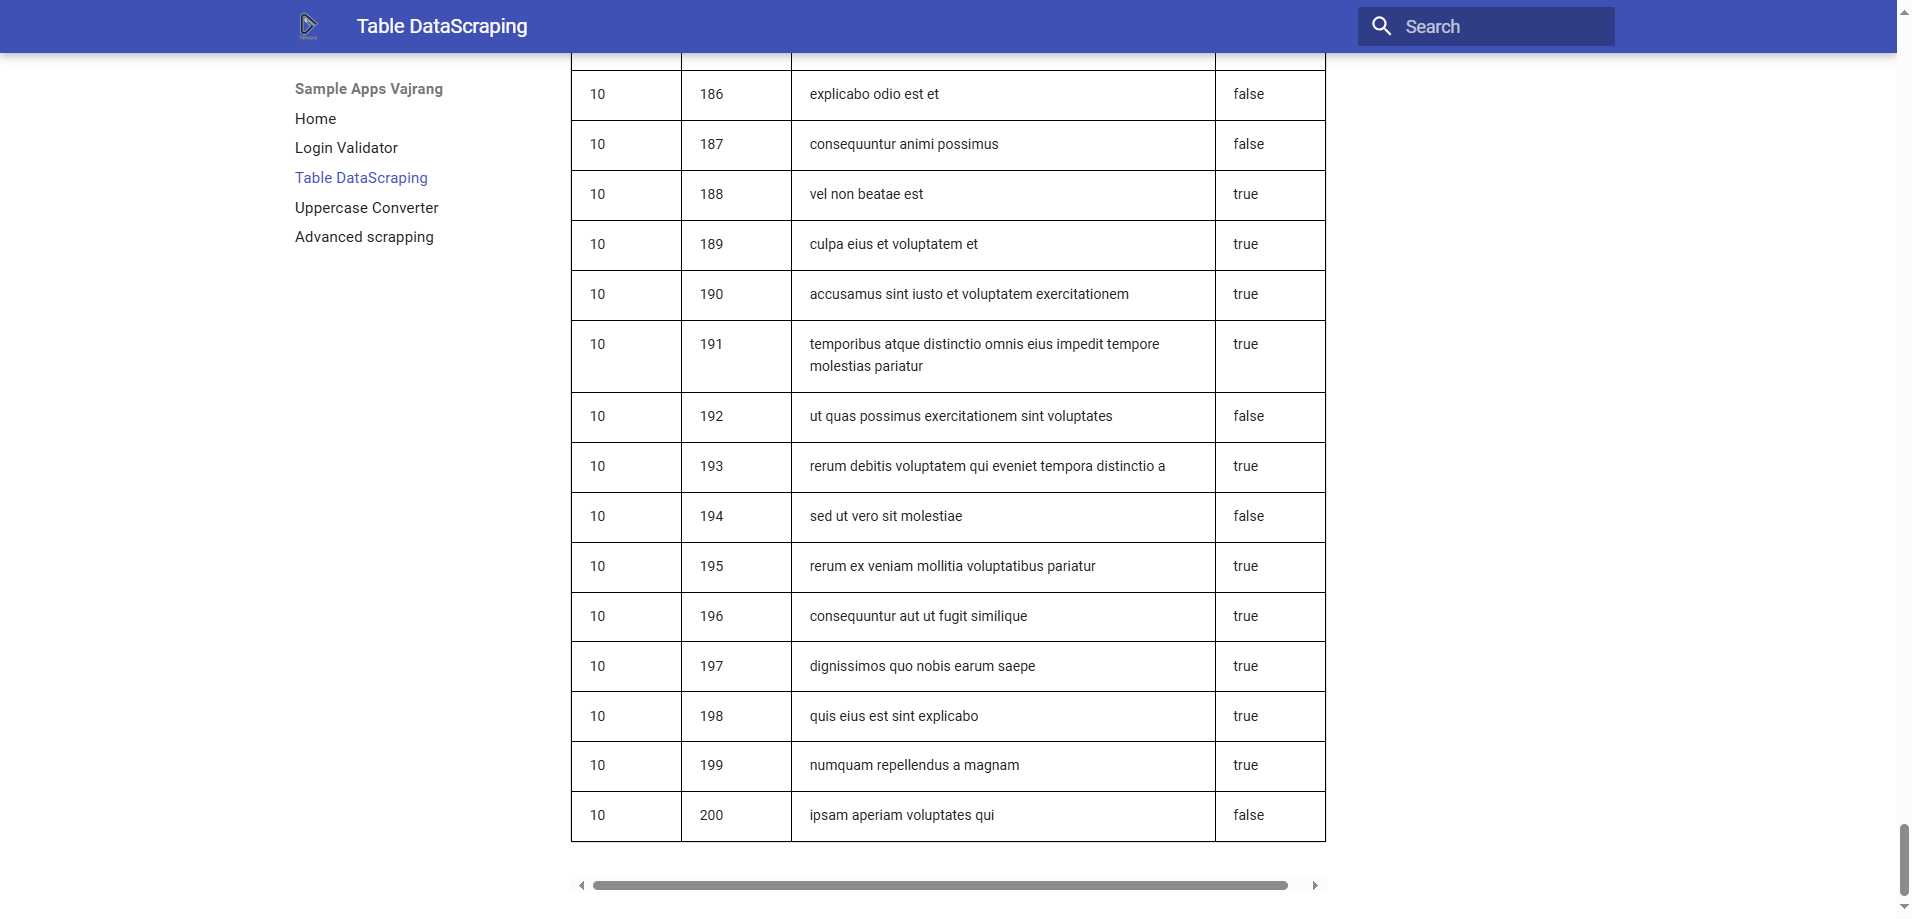 Table DataScraping
Search
Sample Apps Vajrang
Home
Login Validator
Table DataScraping
Uppercase Converter
Advanced scrapping
10 186 explicabo odio est et false
10 187 consequuntur animi possimus false
10 188 vel non beatae est true
10 189 culpa eius et voluptatem et true
10 190 accusamus sint iusto et voluptatem exercitationem true
10 191 temporibus atque distinctio omnis eius impedit tempore true
molestias pariatur
10 192 ut quas possimus exercitationem sint voluptates false
10 193 rerum debitis voluptatem qui eveniet tempora distinctio a true
10 194 sed ut vero sit molestiae false
10 195 rerum ex veniam mollitia voluptatibus pariatur true
10 196 consequuntur aut ut fugit similique true
10 197 dignissimos quo nobis earum saepe true
10 198 quis eius est sint explicabo true
10 199 numquam repellendus a magnam true
10 200 ipsam aperiam voluptates qui false